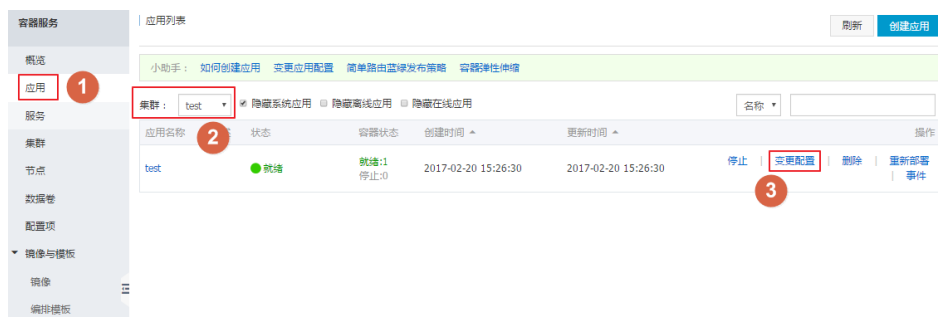 容器服务
应用列表
刷新
创建应用
概览
应用
1
服务
集群
节点
数据卷
配置项
镜像与模板
镜像
编排模板
小助手： 如何创建应用 变更应用配置 简单路由蓝绿发布策略 容器弹性伸缩
集群： test 隐藏系统应用 隐藏离线应用 隐藏在线应用
名称
2
应用名称 状态 容器状态 创建时间 更新时间 操作
test 就绪 就绪:1 2017-02-20 15:26:30 2017-02-20 15:26:30 停止 | 变更配置 | 删除 | 重新部署
停止:0 | 事件
3